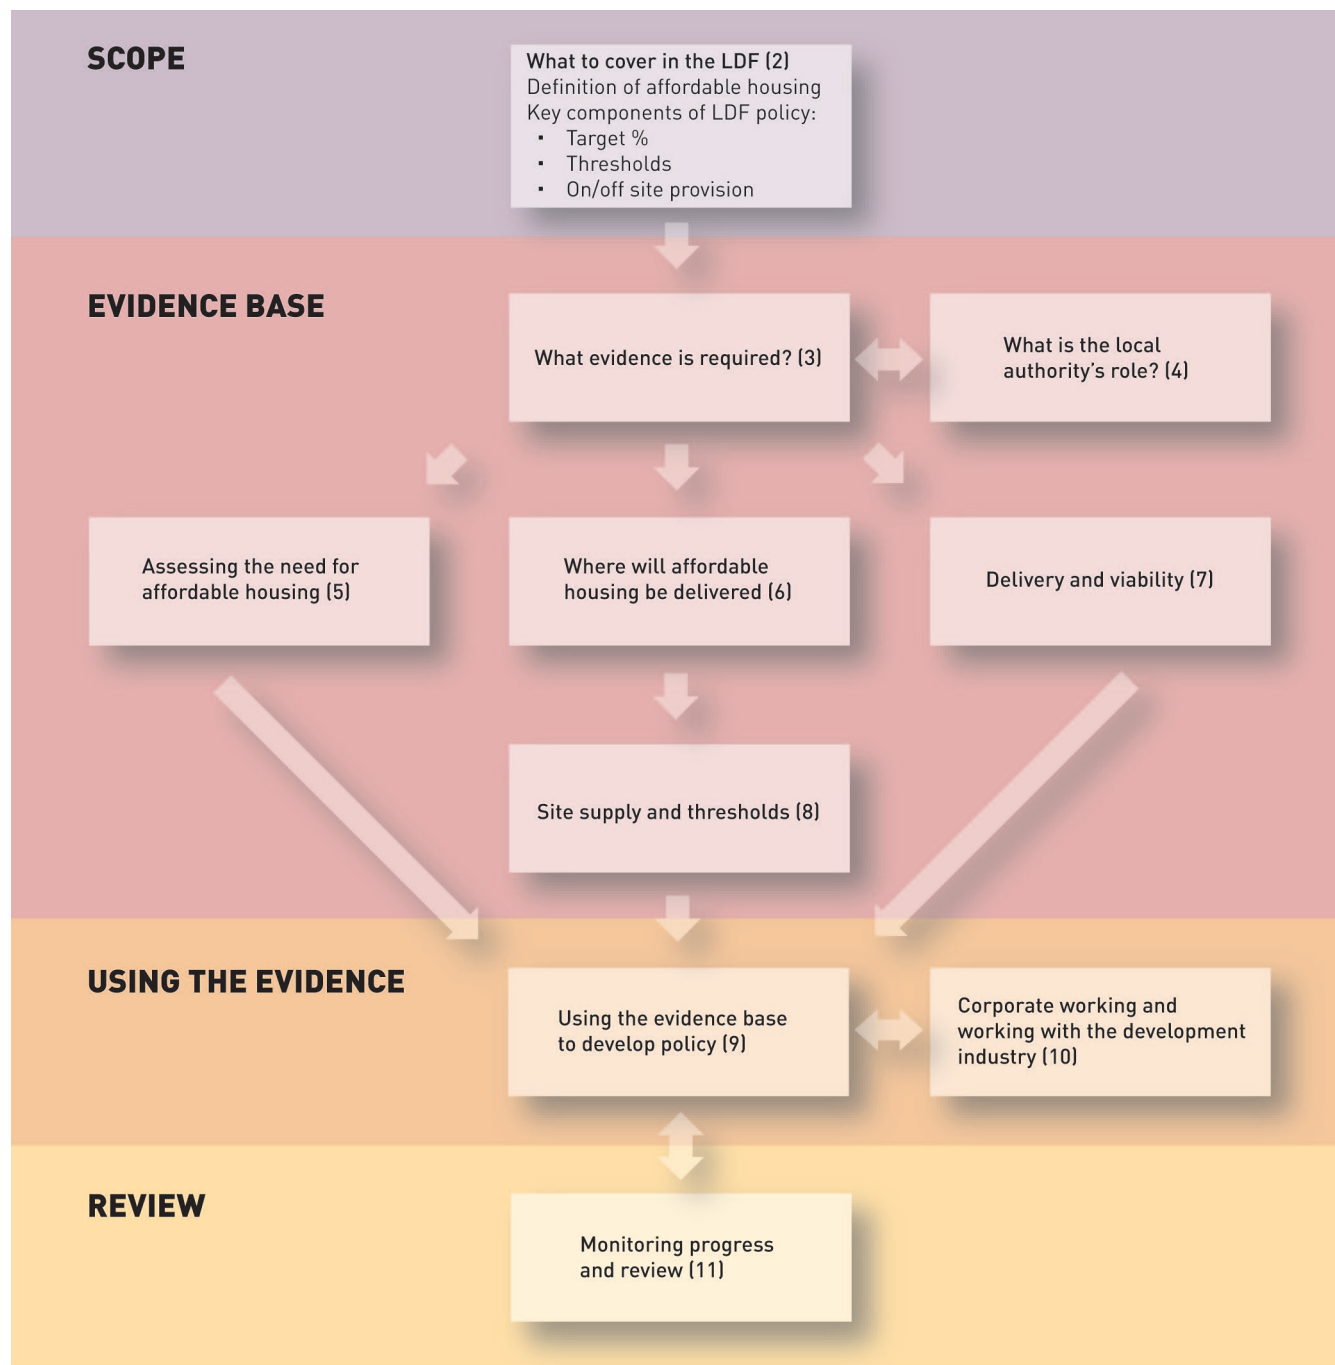 SCOPE
What to cover in the LDF (2)
Definition of affordable housing
Key components of LDF policy:
▪ Target %
▪ Thresholds
▪ On/off site provision
EVIDENCE BASE
What evidence is required? (3)
What is the local
authority's role? (4)
Assessing the need for
affordable housing (5)
Where will affordable
housing be delivered (6)
Delivery and viability (7)
Site supply and thresholds (8)
USING THE EVIDENCE
Using the evidence base
to develop policy (9)
Corporate working and
working with the development
industry (10)
REVIEW
Monitoring progress
and review (11)